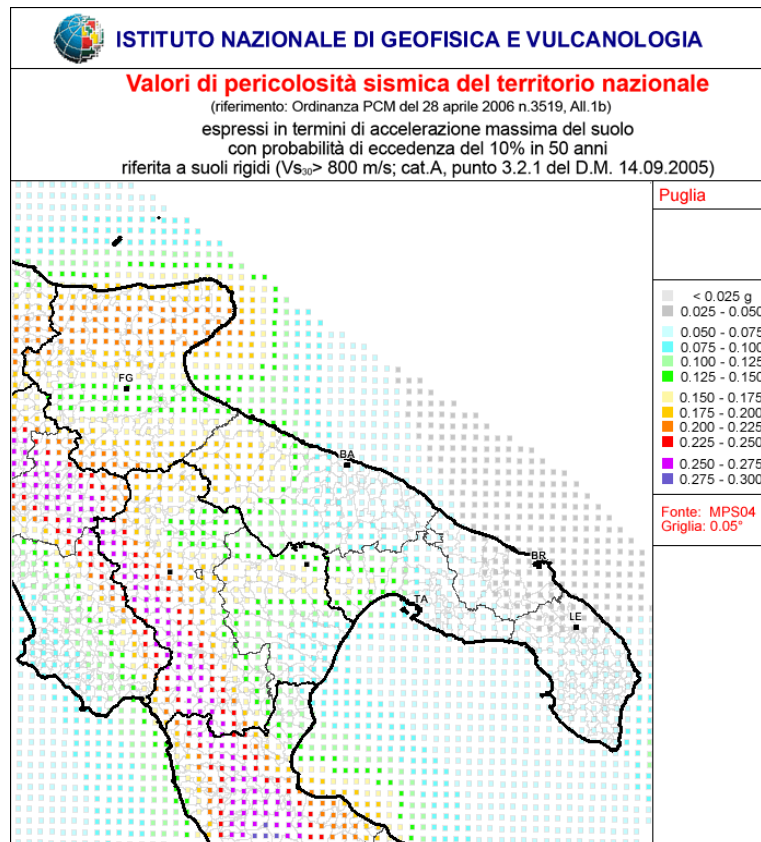 ISTITUTO NAZIONALE DI GEOFISICA E VULCANOLOGIA
Valori di pericolosità sismica del territorio nazionale
(riferimento: Ordinanza PCM del 28 aprile 2006 n.3519, All.1b)
espressi in termini di accelerazione massima del suolo
con probabilità di eccedenza del 10% in 50 anni
riferita a suoli rigidi (Vs₃₀> 800 m/s; cat.A, punto 3.2.1 del D.M. 14.09.2005)
Puglia
< 0.025 g
0.025 - 0.050
0.050 - 0.075
0.075 - 0.100
0.100 - 0.125
0.125 - 0.150
0.150 - 0.175
0.175 - 0.200
0.200 - 0.225
0.225 - 0.250
0.250 - 0.275
0.275 - 0.300
Fonte: MPS04
Griglia: 0.05°
FG
BA
BR
TA
LE